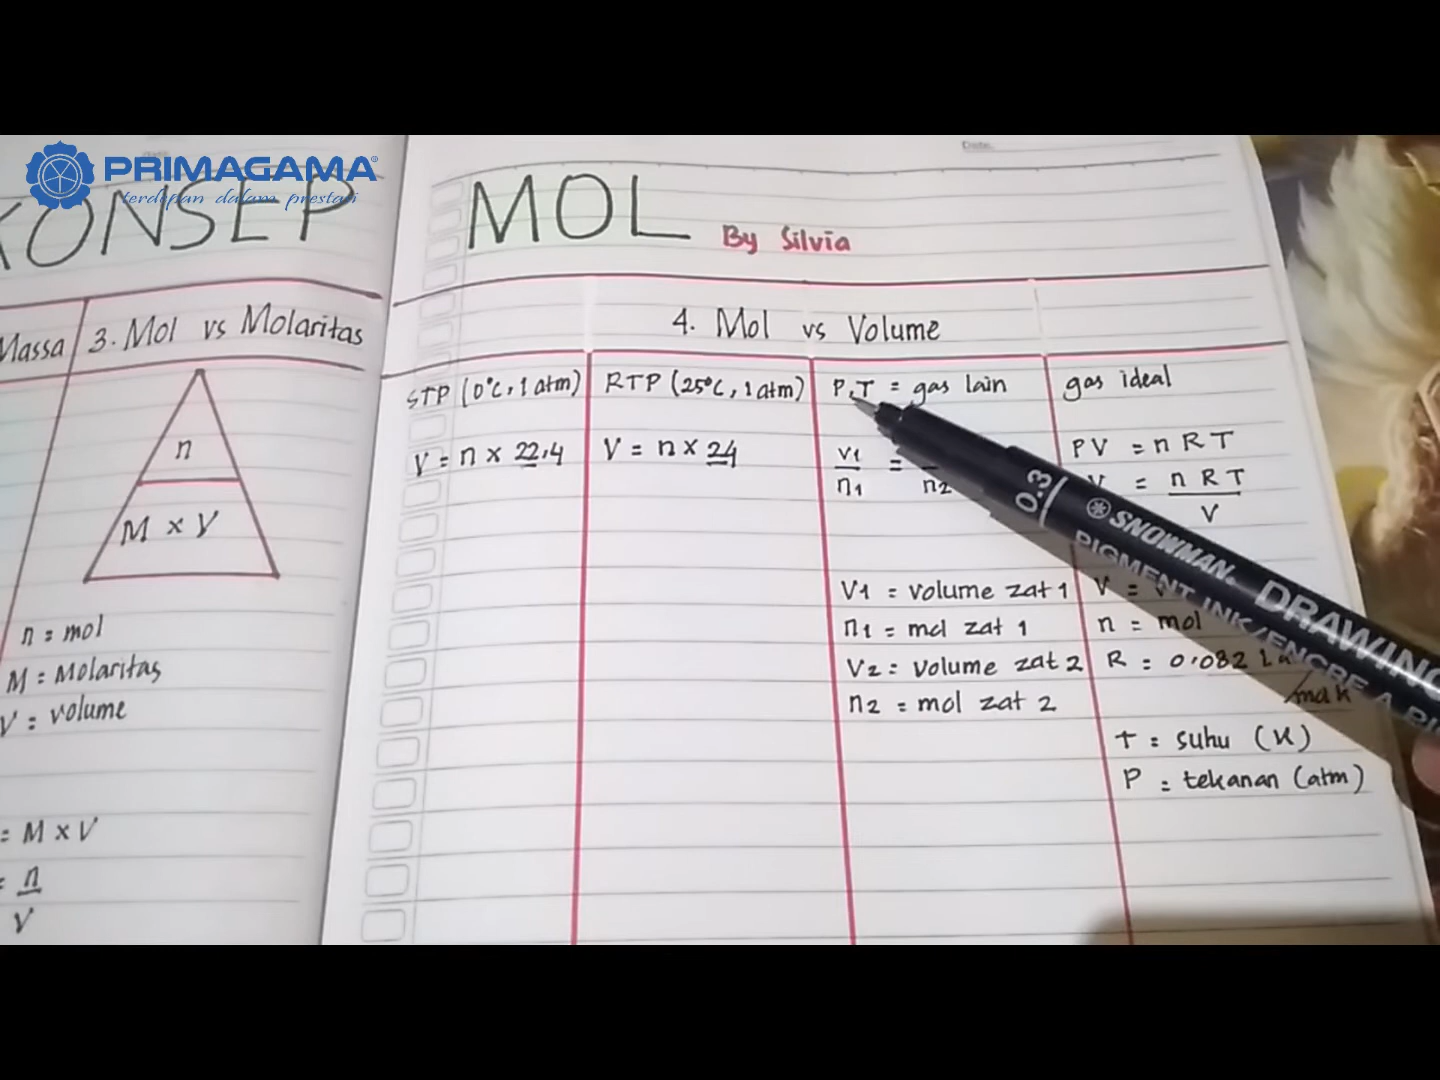 PRIMAGAMA
terdepan dalam prestasi
Date.
KONSEP MOL
By Silvia
Massa
3. Mol vs Molaritas
n
M x V
n = mol
M = Molaritas
V = volume
= M x V
= n
V
4. Mol vs Volume
STP (0°C, 1 atm)
V = n x 22,4
RTP (25°C, 1 atm)
V = n x 24
P,T = gas lain
V1 =
n1 n2
V1 = volume zat 1
n1 = mol zat 1
V2 = volume zat 2
n2 = mol zat 2
gas ideal
PV = n R T
= n R T
V
V =
n = mol
R = 0,082 L
/mol K
T = suhu (K)
P = tekanan (atm)
0.3
SNOWMAN
DRAWING
PIGMENT INK/ENCRE A